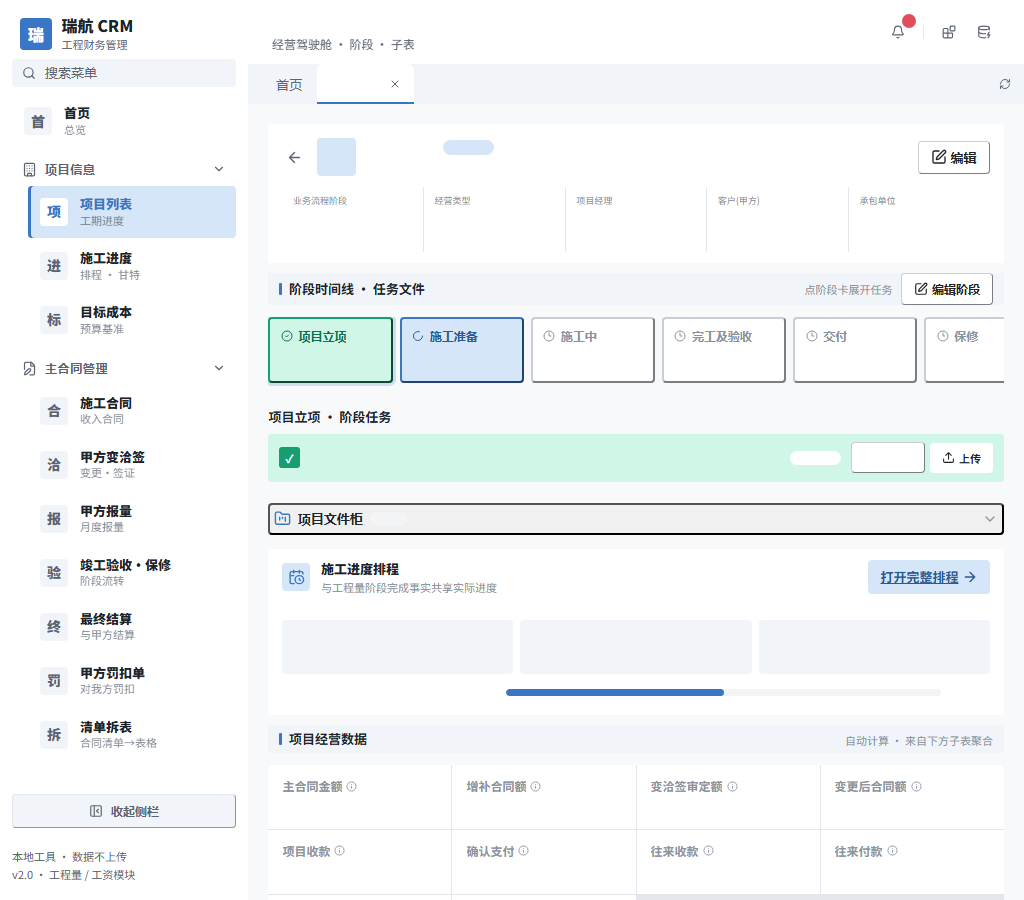 瑞
瑞航 CRM
工程财务管理
搜索菜单
首
首页
总览
项目信息
项
项目列表
工期进度
进
施工进度
排程 · 甘特
标
目标成本
预算基准
主合同管理
合
施工合同
收入合同
洽
甲方变洽签
变更·签证
报
甲方报量
月度报量
验
竣工验收·保修
阶段流转
终
最终结算
与甲方结算
罚
甲方罚扣单
对我方罚扣
拆
清单拆表
合同清单→表格
收起侧栏
本地工具 · 数据不上传
v2.0 · 工程量 / 工资模块
经营驾驶舱 · 阶段 · 子表
首页
编辑
业务流程阶段
经营类型
项目经理
客户(甲方)
承包单位
阶段时间线 · 任务文件
点阶段卡展开任务
编辑阶段
项目立项
施工准备
施工中
完工及验收
交付
保修
项目立项 · 阶段任务
上传
项目文件柜
施工进度排程
与工程量阶段完成事实共享实际进度
打开完整排程
项目经营数据
自动计算 · 来自下方子表聚合
主合同金额
增补合同额
变洽签审定额
变更后合同额
项目收款
确认支付
往来收款
往来付款